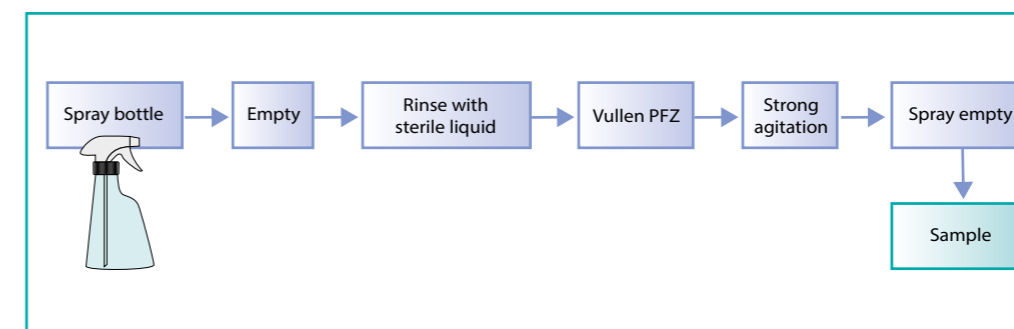 Spray bottle
Empty
Rinse with
sterile liquid
Vullen PFZ
Strong
agitation
Spray empty
Sample